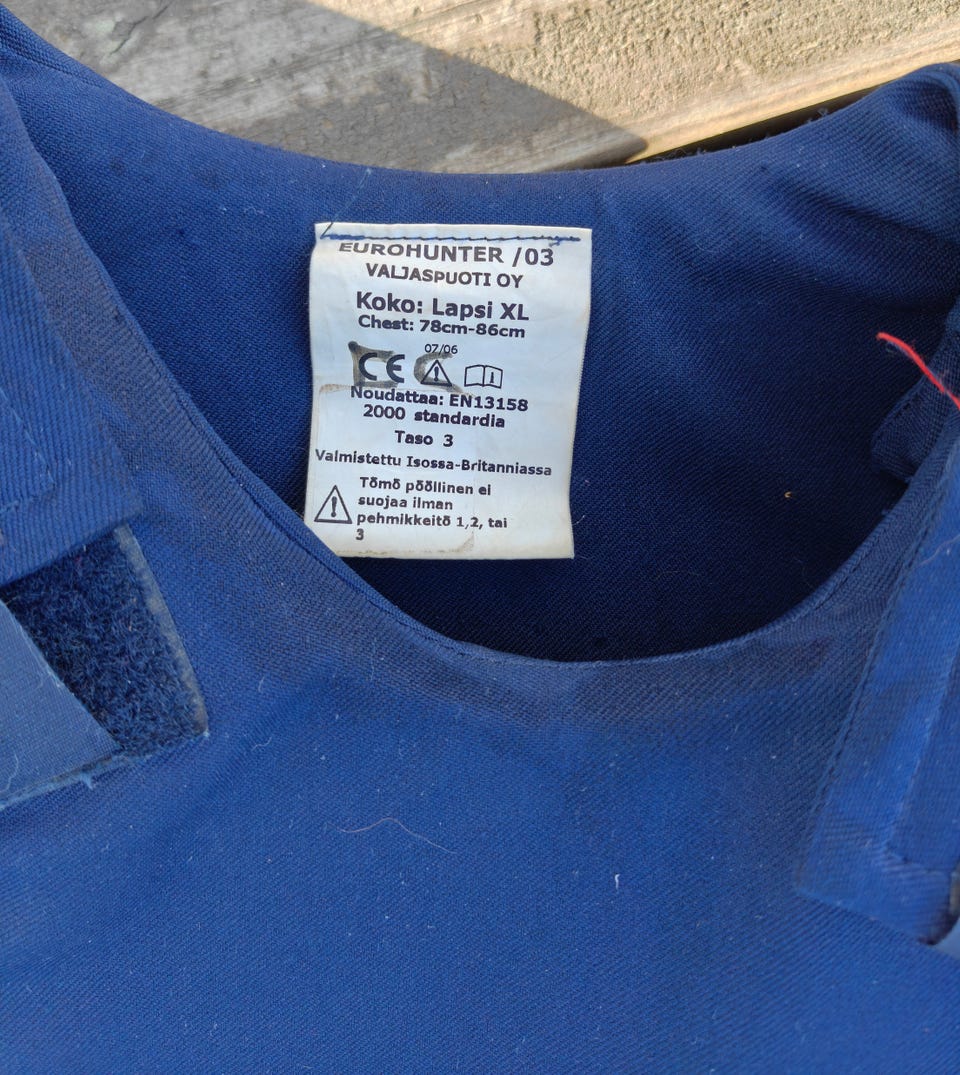 EUROHUNTER /03
VALJASPUOTI OY
Koko: Lapsi XL
Chest: 78cm-86cm
07/06
CE
Noudattaa: EN13158
2000 standardia
Taso 3
Valmistettu Isossa-Britanniassa
Tõmõ põõllinen ei
suojaa ilman
pehmikkeitõ 1,2, tai
3